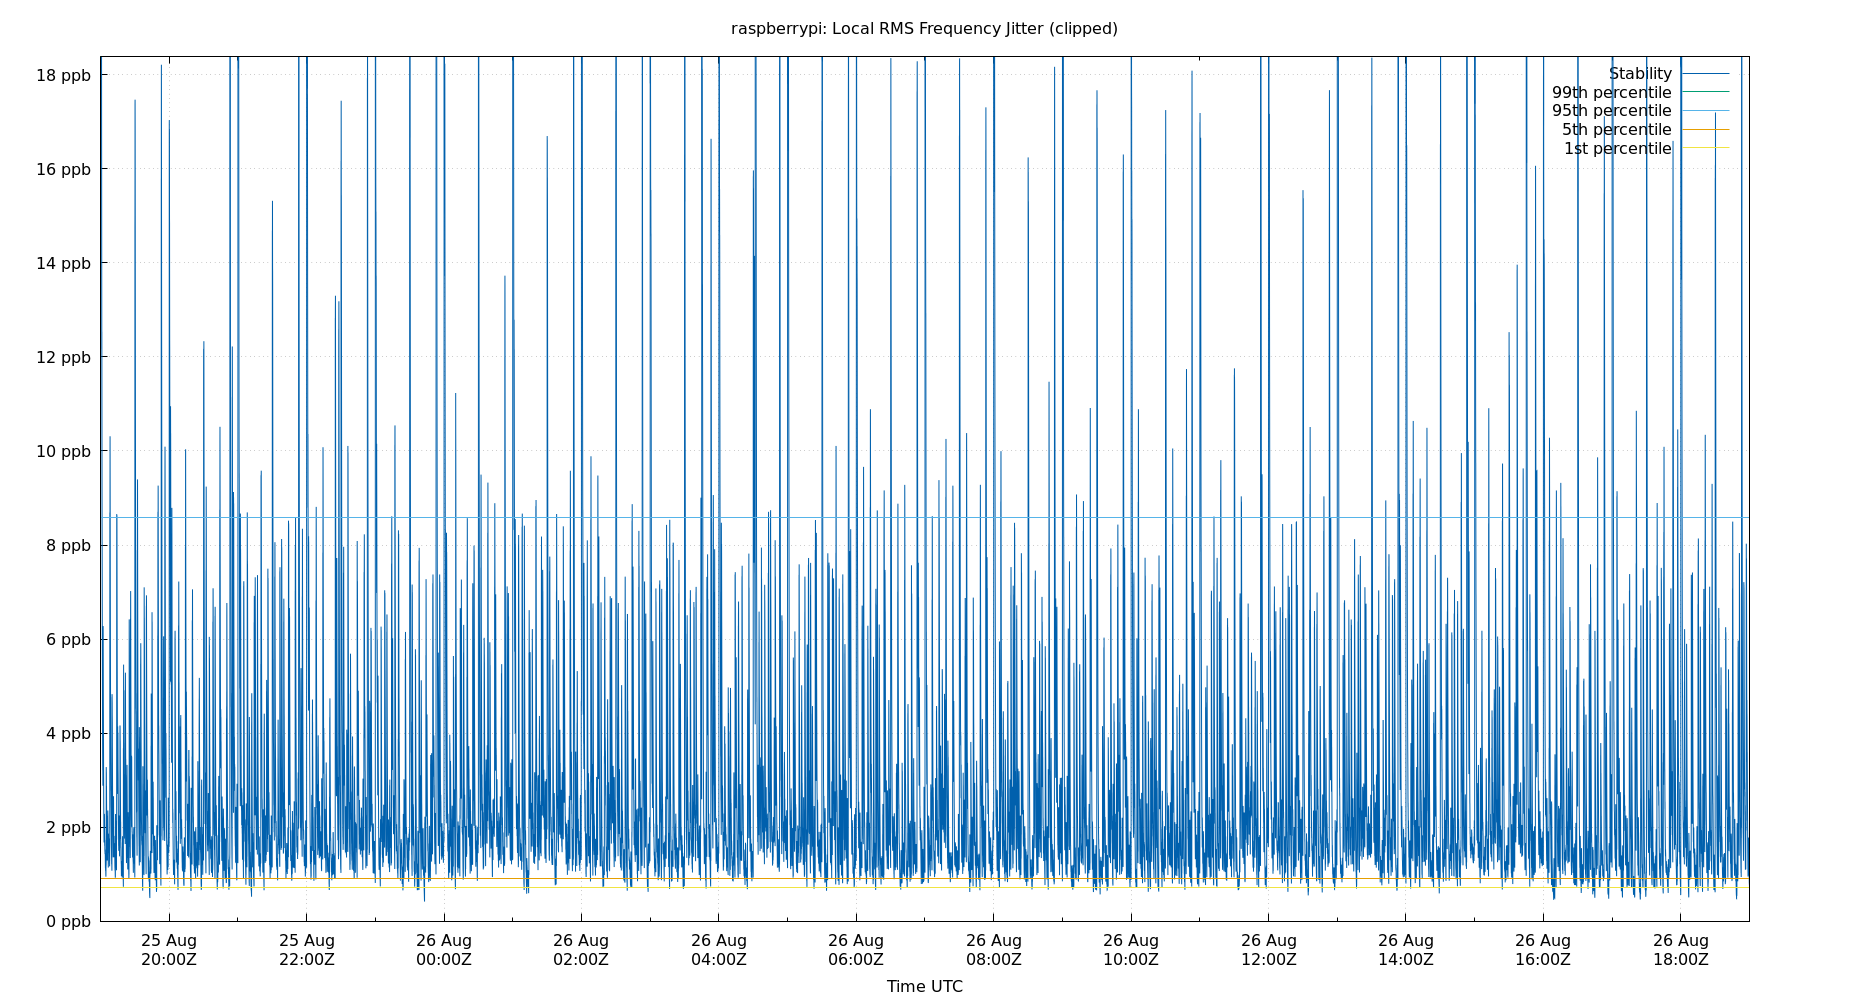 raspberrypi: Local RMS Frequency Jitter (clipped)
18 ppb
16 ppb
14 ppb
12 ppb
10 ppb
8 ppb
6 ppb
4 ppb
2 ppb
0 ppb
Stability
99th percentile
95th percentile
5th percentile
1st percentile
25 Aug
20:00Z
25 Aug
22:00Z
26 Aug
00:00Z
26 Aug
02:00Z
26 Aug
04:00Z
26 Aug
06:00Z
26 Aug
08:00Z
26 Aug
10:00Z
26 Aug
12:00Z
26 Aug
14:00Z
26 Aug
16:00Z
26 Aug
18:00Z
Time UTC